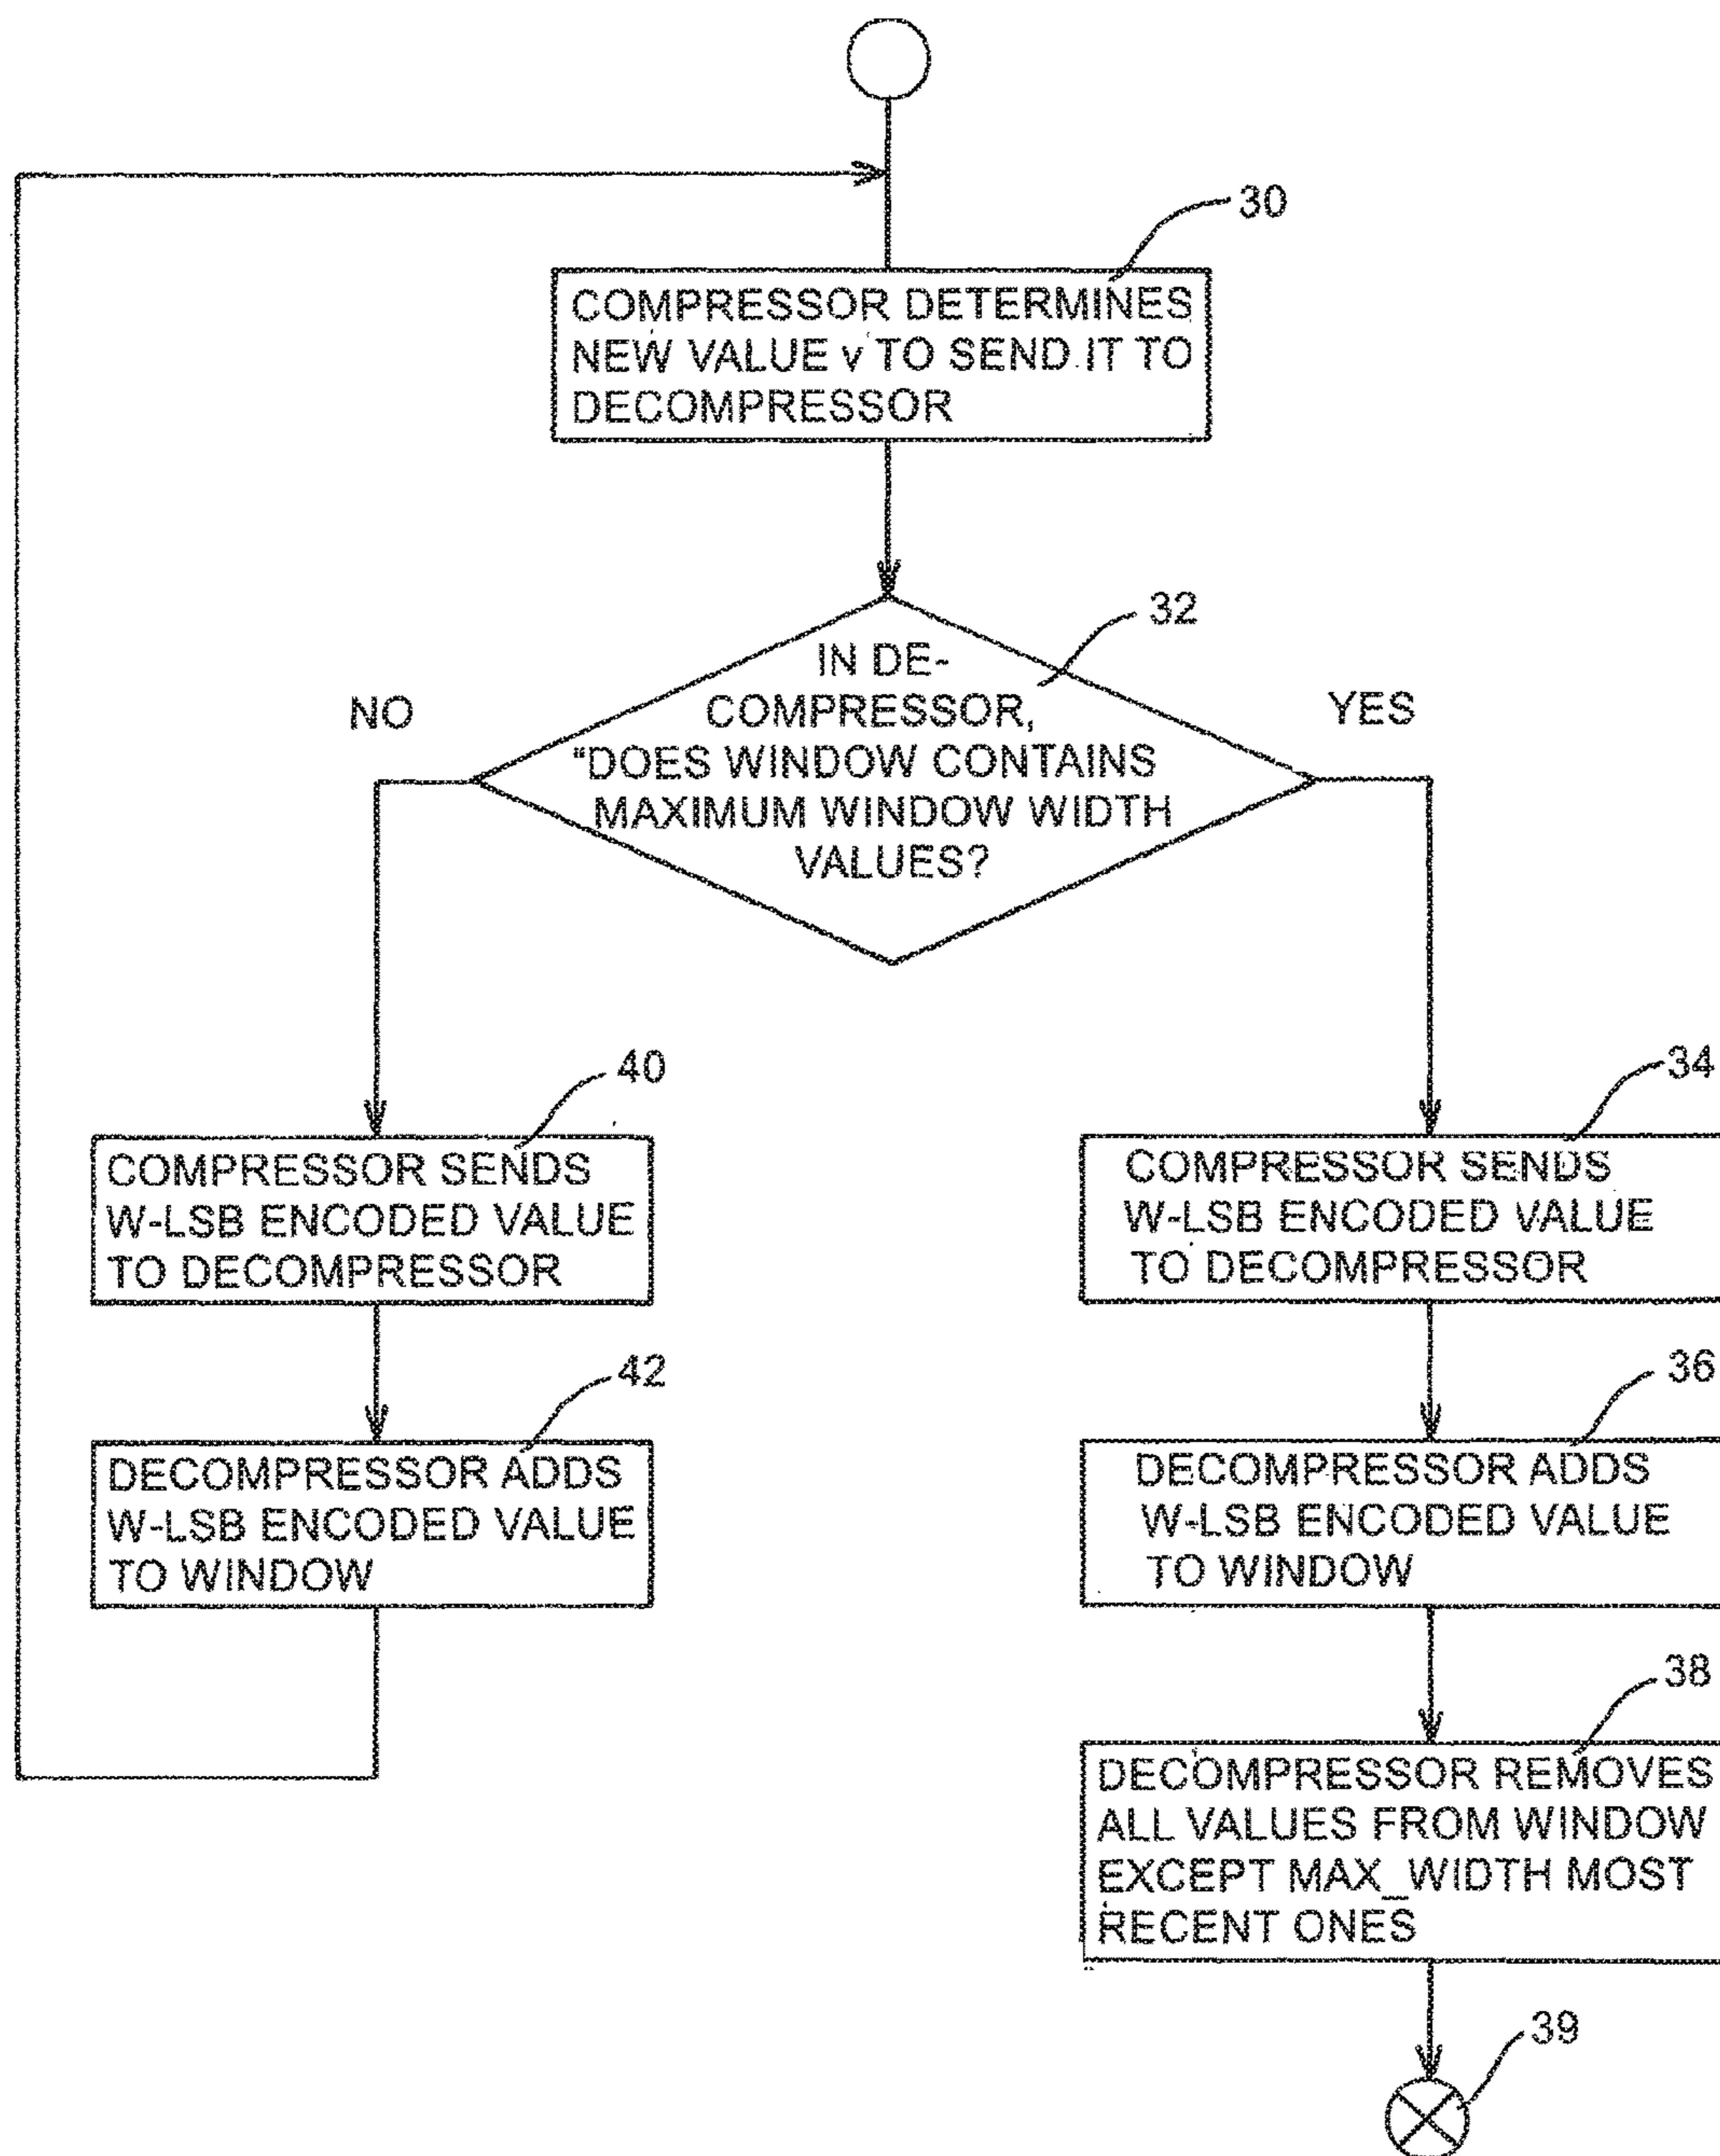 30
COMPRESSOR DETERMINES
NEW VALUE v TO SEND IT TO
DECOMPRESSOR
32
IN DE-
COMPRESSOR,
"DOES WINDOW CONTAINS
MAXIMUM WINDOW WIDTH
VALUES?
NO
YES
40
COMPRESSOR SENDS
W-LSB ENCODED VALUE
TO DECOMPRESSOR
42
DECOMPRESSOR ADDS
W-LSB ENCODED VALUE
TO WINDOW
34
COMPRESSOR SENDS
W-LSB ENCODED VALUE
TO DECOMPRESSOR
36
DECOMPRESSOR ADDS
W-LSB ENCODED VALUE
TO WINDOW
38
DECOMPRESSOR REMOVES
ALL VALUES FROM WINDOW
EXCEPT MAX_WIDTH MOST
RECENT ONES
39